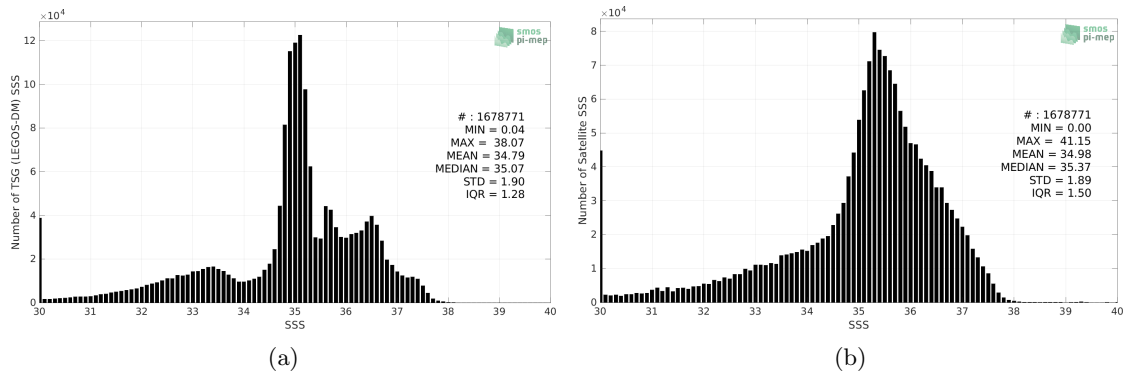 ×10⁴
smos
pi-mep
Number of TSG (LEGOS-DM) SSS
12
10
8
6
4
2
0
# : 1678771
MIN = 0.04
MAX = 38.07
MEAN = 34.79
MEDIAN = 35.07
STD = 1.90
IQR = 1.28
30 31 32 33 34 35 36 37 38 39 40
SSS
(a)
×10⁴
smos
pi-mep
Number of Satellite SSS
8
7
6
5
4
3
2
1
0
# : 1678771
MIN = 0.00
MAX = 41.15
MEAN = 34.98
MEDIAN = 35.37
STD = 1.89
IQR = 1.50
30 31 32 33 34 35 36 37 38 39 40
SSS
(b)